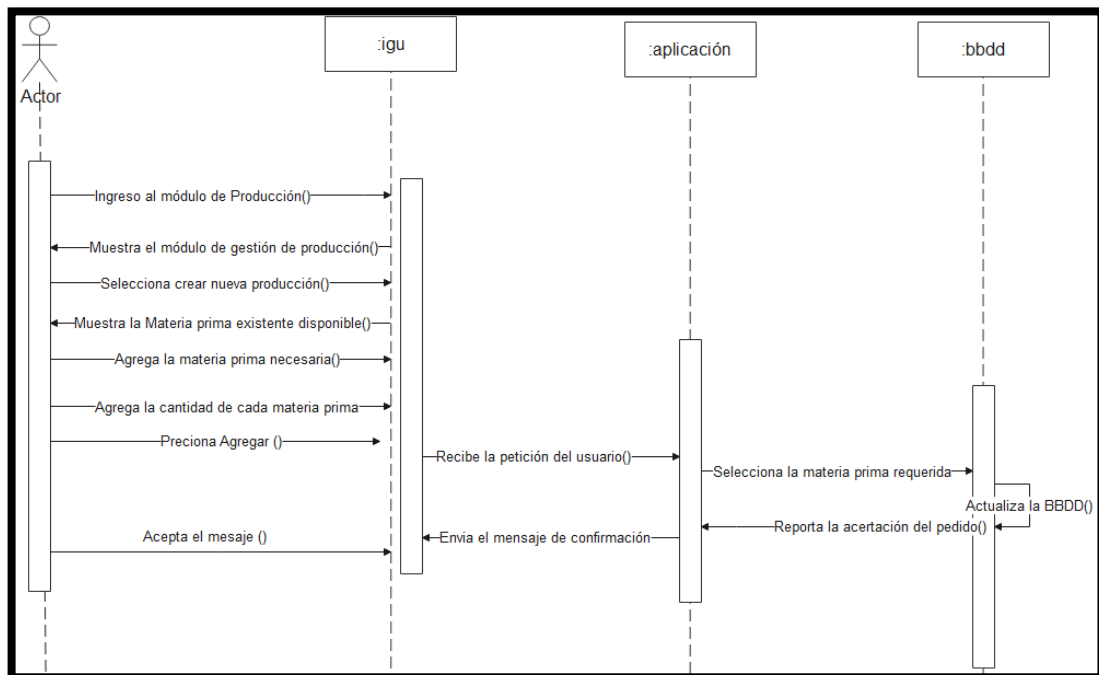 :igu
:aplicación
:bbdd
Actor
Ingreso al módulo de Producción()
Muestra el módulo de gestión de producción()
Selecciona crear nueva producción()
Muestra la Materia prima existente disponible()
Agrega la materia prima necesaria()
Agrega la cantidad de cada materia prima
Preciona Agregar ()
Recibe la petición del usuario()
Selecciona la materia prima requerida
Actualiza la BBDD()
Reporta la acertación del pedido()
Envia el mensaje de confirmación
Acepta el mesaje ()